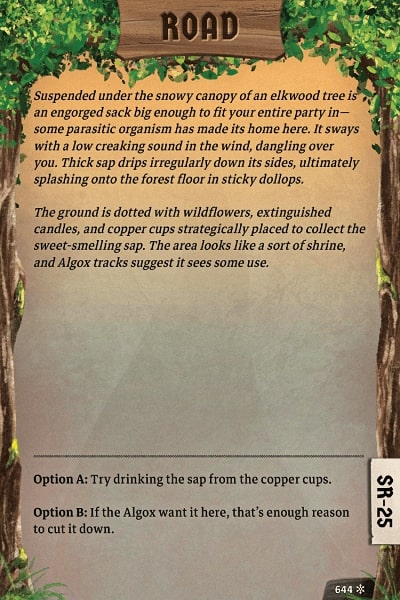 ROAD
Suspended under the snowy canopy of an elkwood tree is
an engorged sack big enough to fit your entire party in—
some parasitic organism has made its home here. It sways
with a low creaking sound in the wind, dangling over
you. Thick sap drips irregularly down its sides, ultimately
splashing onto the forest floor in sticky dollops.
The ground is dotted with wildflowers, extinguished
candles, and copper cups strategically placed to collect the
sweet-smelling sap. The area looks like a sort of shrine,
and Algox tracks suggest it sees some use.
Option A: Try drinking the sap from the copper cups.
Option B: If the Algox want it here, that's enough reason
to cut it down.
SR-25
644